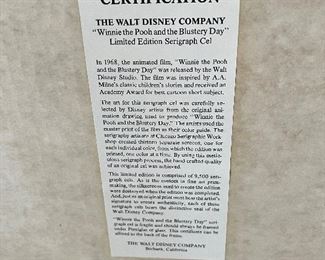 CERTIFICATION
THE WALT DISNEY COMPANY
"Winnie the Pooh and the Blustery Day"
Limited Edition Serigraph Cel
In 1968, the animated film, "Winnie the Pooh
and the Blustery Day" was released by the Walt
Disney Studio. The film was inspired by A.A.
Milne's classic children's stories and received an
Academy Award for best cartoon short subject.
The art for this serigraph cel was carefully se-
lected by Disney artists from the original ani-
mation drawing used to produce "Winnie the
Pooh and the Blustery Day." The artists used the
master print of the film as their color guide. The
serigraphy artisans at Chicago Serigraphic Work-
shop created thirteen separate screens, one for
each individual color, from which the edition was
printed, one color at a time. By using this metic-
ulous serigraph process, the hand crafted quality
of an original cel was achieved.
This limited edition is comprised of 9,500 seri-
graph cels. As is the custom in fine art print-
making, the silkscreens used to create the edition
were destroyed when the edition was completed.
And, just as an original print must bear the artist's
signature to ensure authenticity, each of these
serigraph cels bears the distinctive seal of the
Walt Disney Company.
"Winnie the Pooh and the Blustery Day" seri-
graph cel is fragile and should always be framed
under Plexiglas or glass. This certificate can be
affixed to the back of the frame.
THE WALT DISNEY COMPANY
Burbank, California